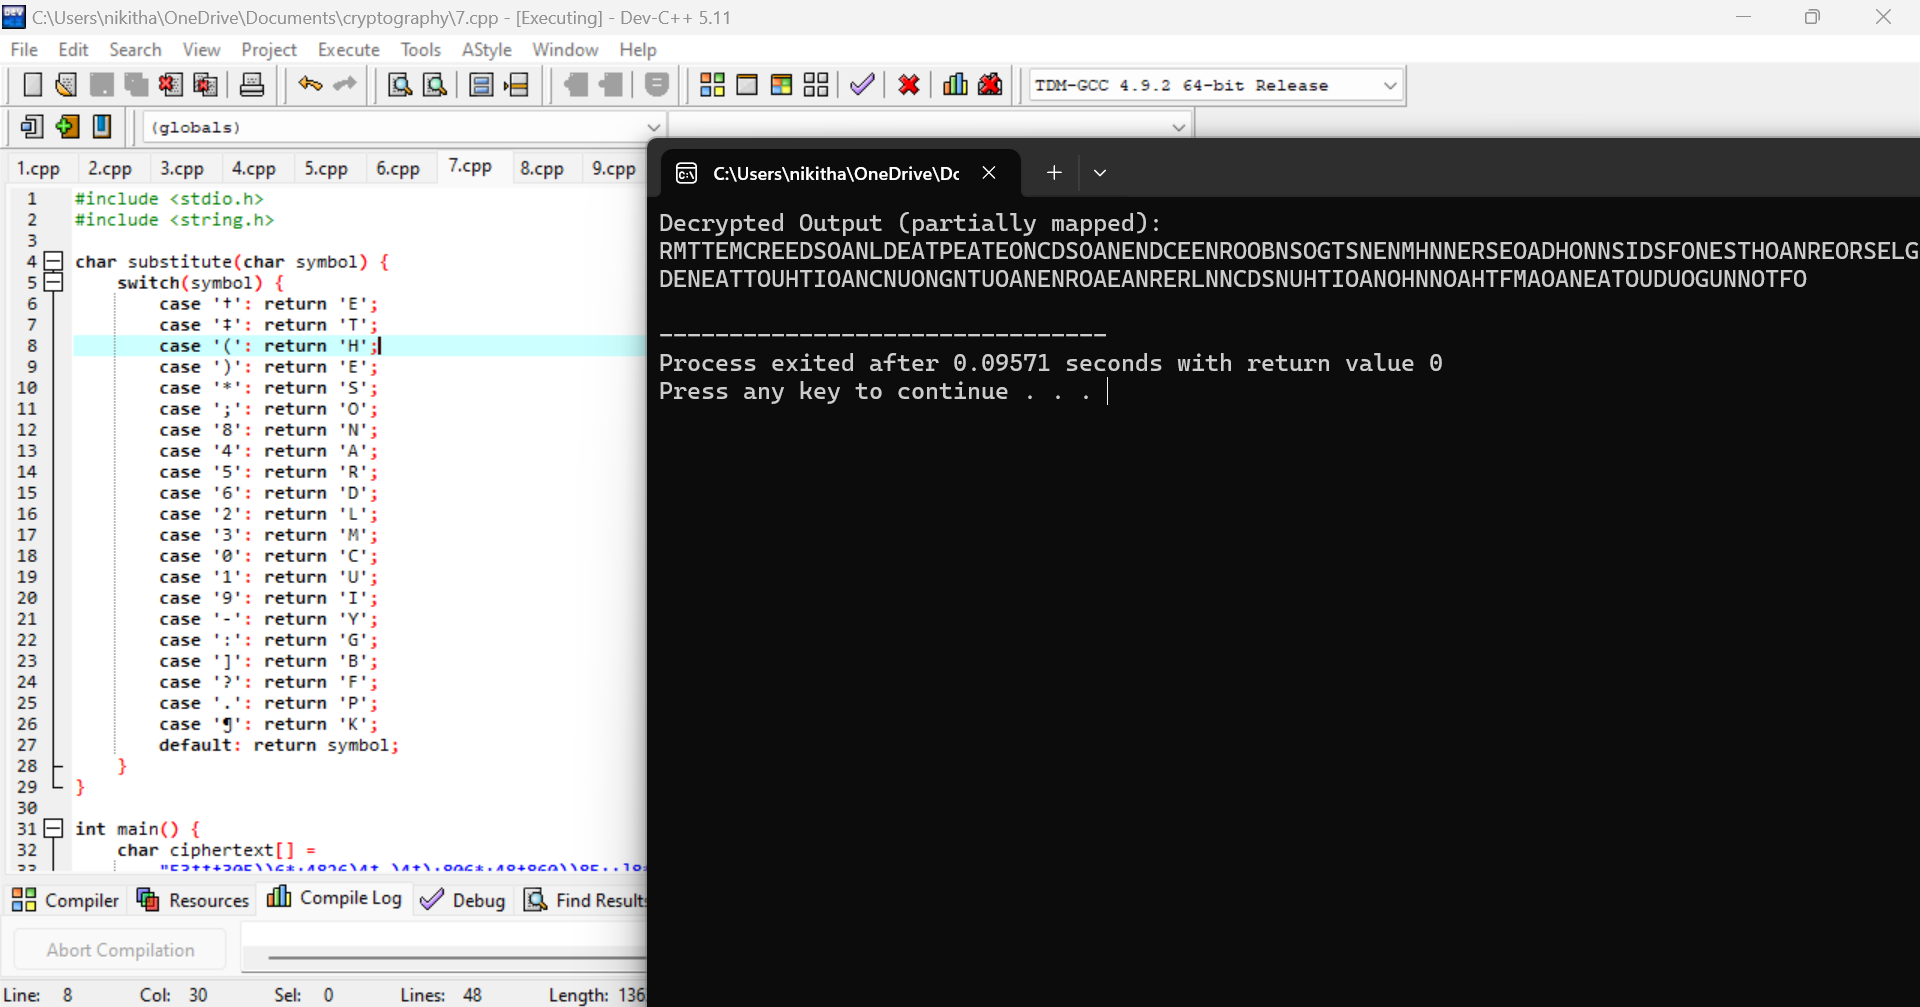 C:\Users\nikitha\OneDrive\Documents\cryptography\7.cpp - [Executing] - Dev-C++ 5.11
File Edit Search View Project Execute Tools AStyle Window Help
TDM-GCC 4.9.2 64-bit Release
(globals)
1.cpp 2.cpp 3.cpp 4.cpp 5.cpp 6.cpp 7.cpp 8.cpp 9.cpp
1 #include <stdio.h>
2 #include <string.h>
3
4 char substitute(char symbol) {
5 switch(symbol) {
6 case '†': return 'E';
7 case '‡': return 'T';
8 case '(': return 'H';
9 case ')': return 'E';
10 case '*': return 'S';
11 case ';': return 'O';
12 case '8': return 'N';
13 case '4': return 'A';
14 case '5': return 'R';
15 case '6': return 'D';
16 case '2': return 'L';
17 case '3': return 'M';
18 case '0': return 'C';
19 case '1': return 'U';
20 case '9': return 'I';
21 case '-': return 'Y';
22 case ':': return 'G';
23 case ']': return 'B';
24 case '?': return 'F';
25 case '.': return 'P';
26 case '¶': return 'K';
27 default: return symbol;
28 }
29 }
30
31 int main() {
32 char ciphertext[] =
Compiler Resources Compile Log Debug Find Results
Abort Compilation
Line: 8 Col: 30 Sel: 0 Lines: 48 Length: 136
C:\Users\nikitha\OneDrive\Dc
Decrypted Output (partially mapped):
RMTTEMCREEDSOANLDEATPEATEONCDSOANENDCEENROOBNSOGTSNENMHNNERSEOADHONNSIDSFONESTHOANREORSELG
DENEATTOUHTIOANCNUONGNTUOANENROAEANRERLNNCDSNUHTIOANOHNNOAHTFMAOANEATOUDUOGUNNOTFO
--------------------------------
Process exited after 0.09571 seconds with return value 0
Press any key to continue . . .